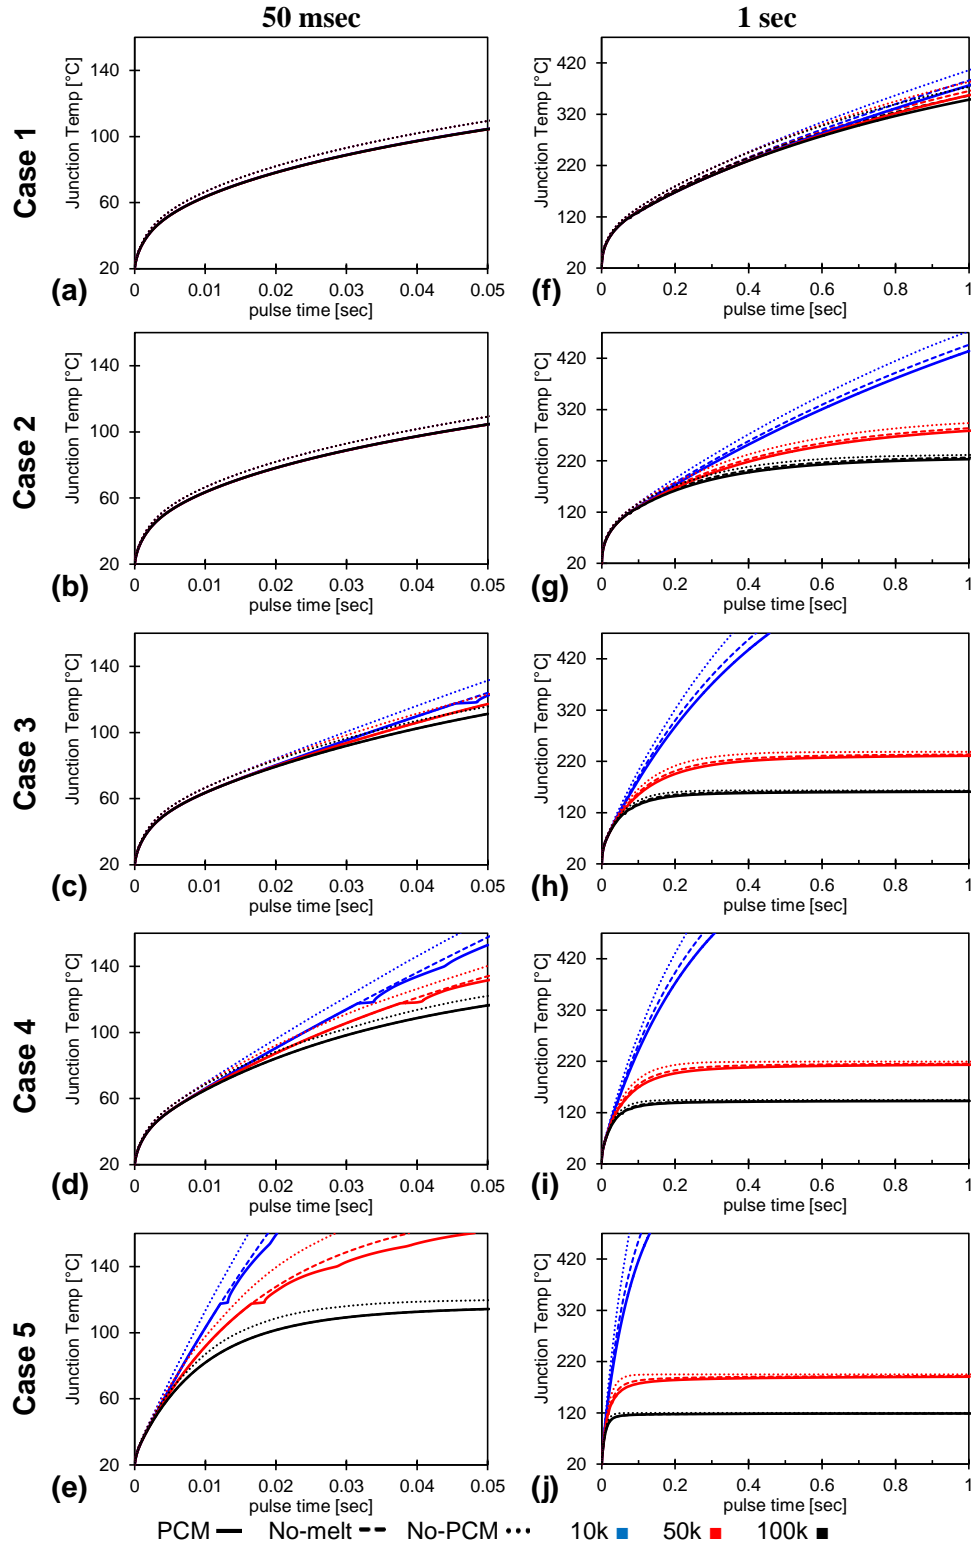 50 msec 1 sec
Case 1
Junction Temp [°C]
140
100
60
20
0 0.01 0.02 0.03 0.04 0.05
pulse time [sec]
(a)
Junction Temp [°C]
420
320
220
120
20
0 0.2 0.4 0.6 0.8 1
pulse time [sec]
(f)
Case 2
Junction Temp [°C]
140
100
60
20
0 0.01 0.02 0.03 0.04 0.05
pulse time [sec]
(b)
Junction Temp [°C]
420
320
220
120
20
0 0.2 0.4 0.6 0.8 1
pulse time [sec]
(g)
Case 3
Junction Temp [°C]
140
100
60
20
0 0.01 0.02 0.03 0.04 0.05
pulse time [sec]
(c)
Junction Temp [°C]
420
320
220
120
20
0 0.2 0.4 0.6 0.8 1
pulse time [sec]
(h)
Case 4
Junction Temp [°C]
140
100
60
20
0 0.01 0.02 0.03 0.04 0.05
pulse time [sec]
(d)
Junction Temp [°C]
420
320
220
120
20
0 0.2 0.4 0.6 0.8 1
pulse time [sec]
(i)
Case 5
Junction Temp [°C]
140
100
60
20
0 0.01 0.02 0.03 0.04 0.05
pulse time [sec]
(e)
Junction Temp [°C]
420
320
220
120
20
0 0.2 0.4 0.6 0.8 1
pulse time [sec]
(j)
PCM No-melt No-PCM 10k 50k 100k